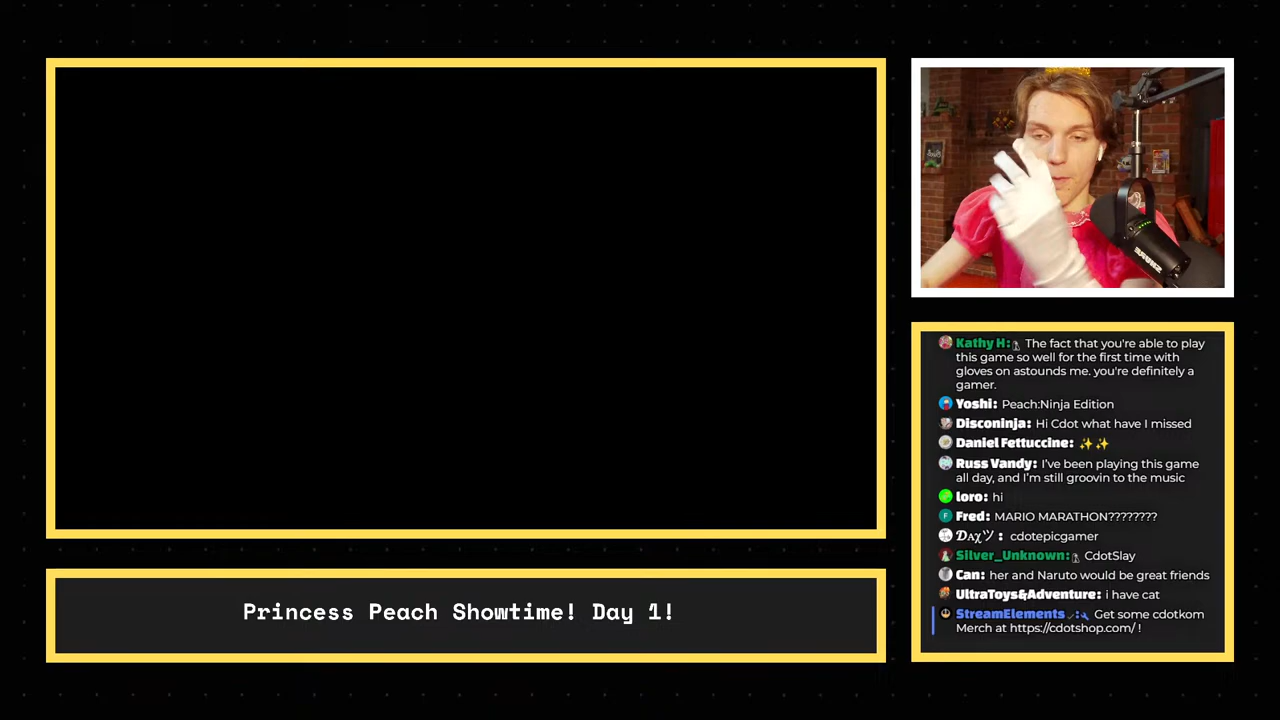 Kathy H: The fact that you're able to play
this game so well for the first time with
gloves on astounds me. you're definitely a
gamer.
Yoshi: Peach:Ninja Edition
Disconinja: Hi Cdot what have I missed
Daniel Fettuccine: ✨✨
Russ Vandy: I've been playing this game
all day, and I'm still groovin to the music
loro: hi
Fred: MARIO MARATHON????????
Dᴀχツ : cdotepicgamer
Silver_Unknown: CdotSlay
Can: her and Naruto would be great friends
UltraToys&Adventure: i have cat
StreamElements: Get some cdotkom
Merch at https://cdotshop.com/ !
Princess Peach Showtime! Day 1!